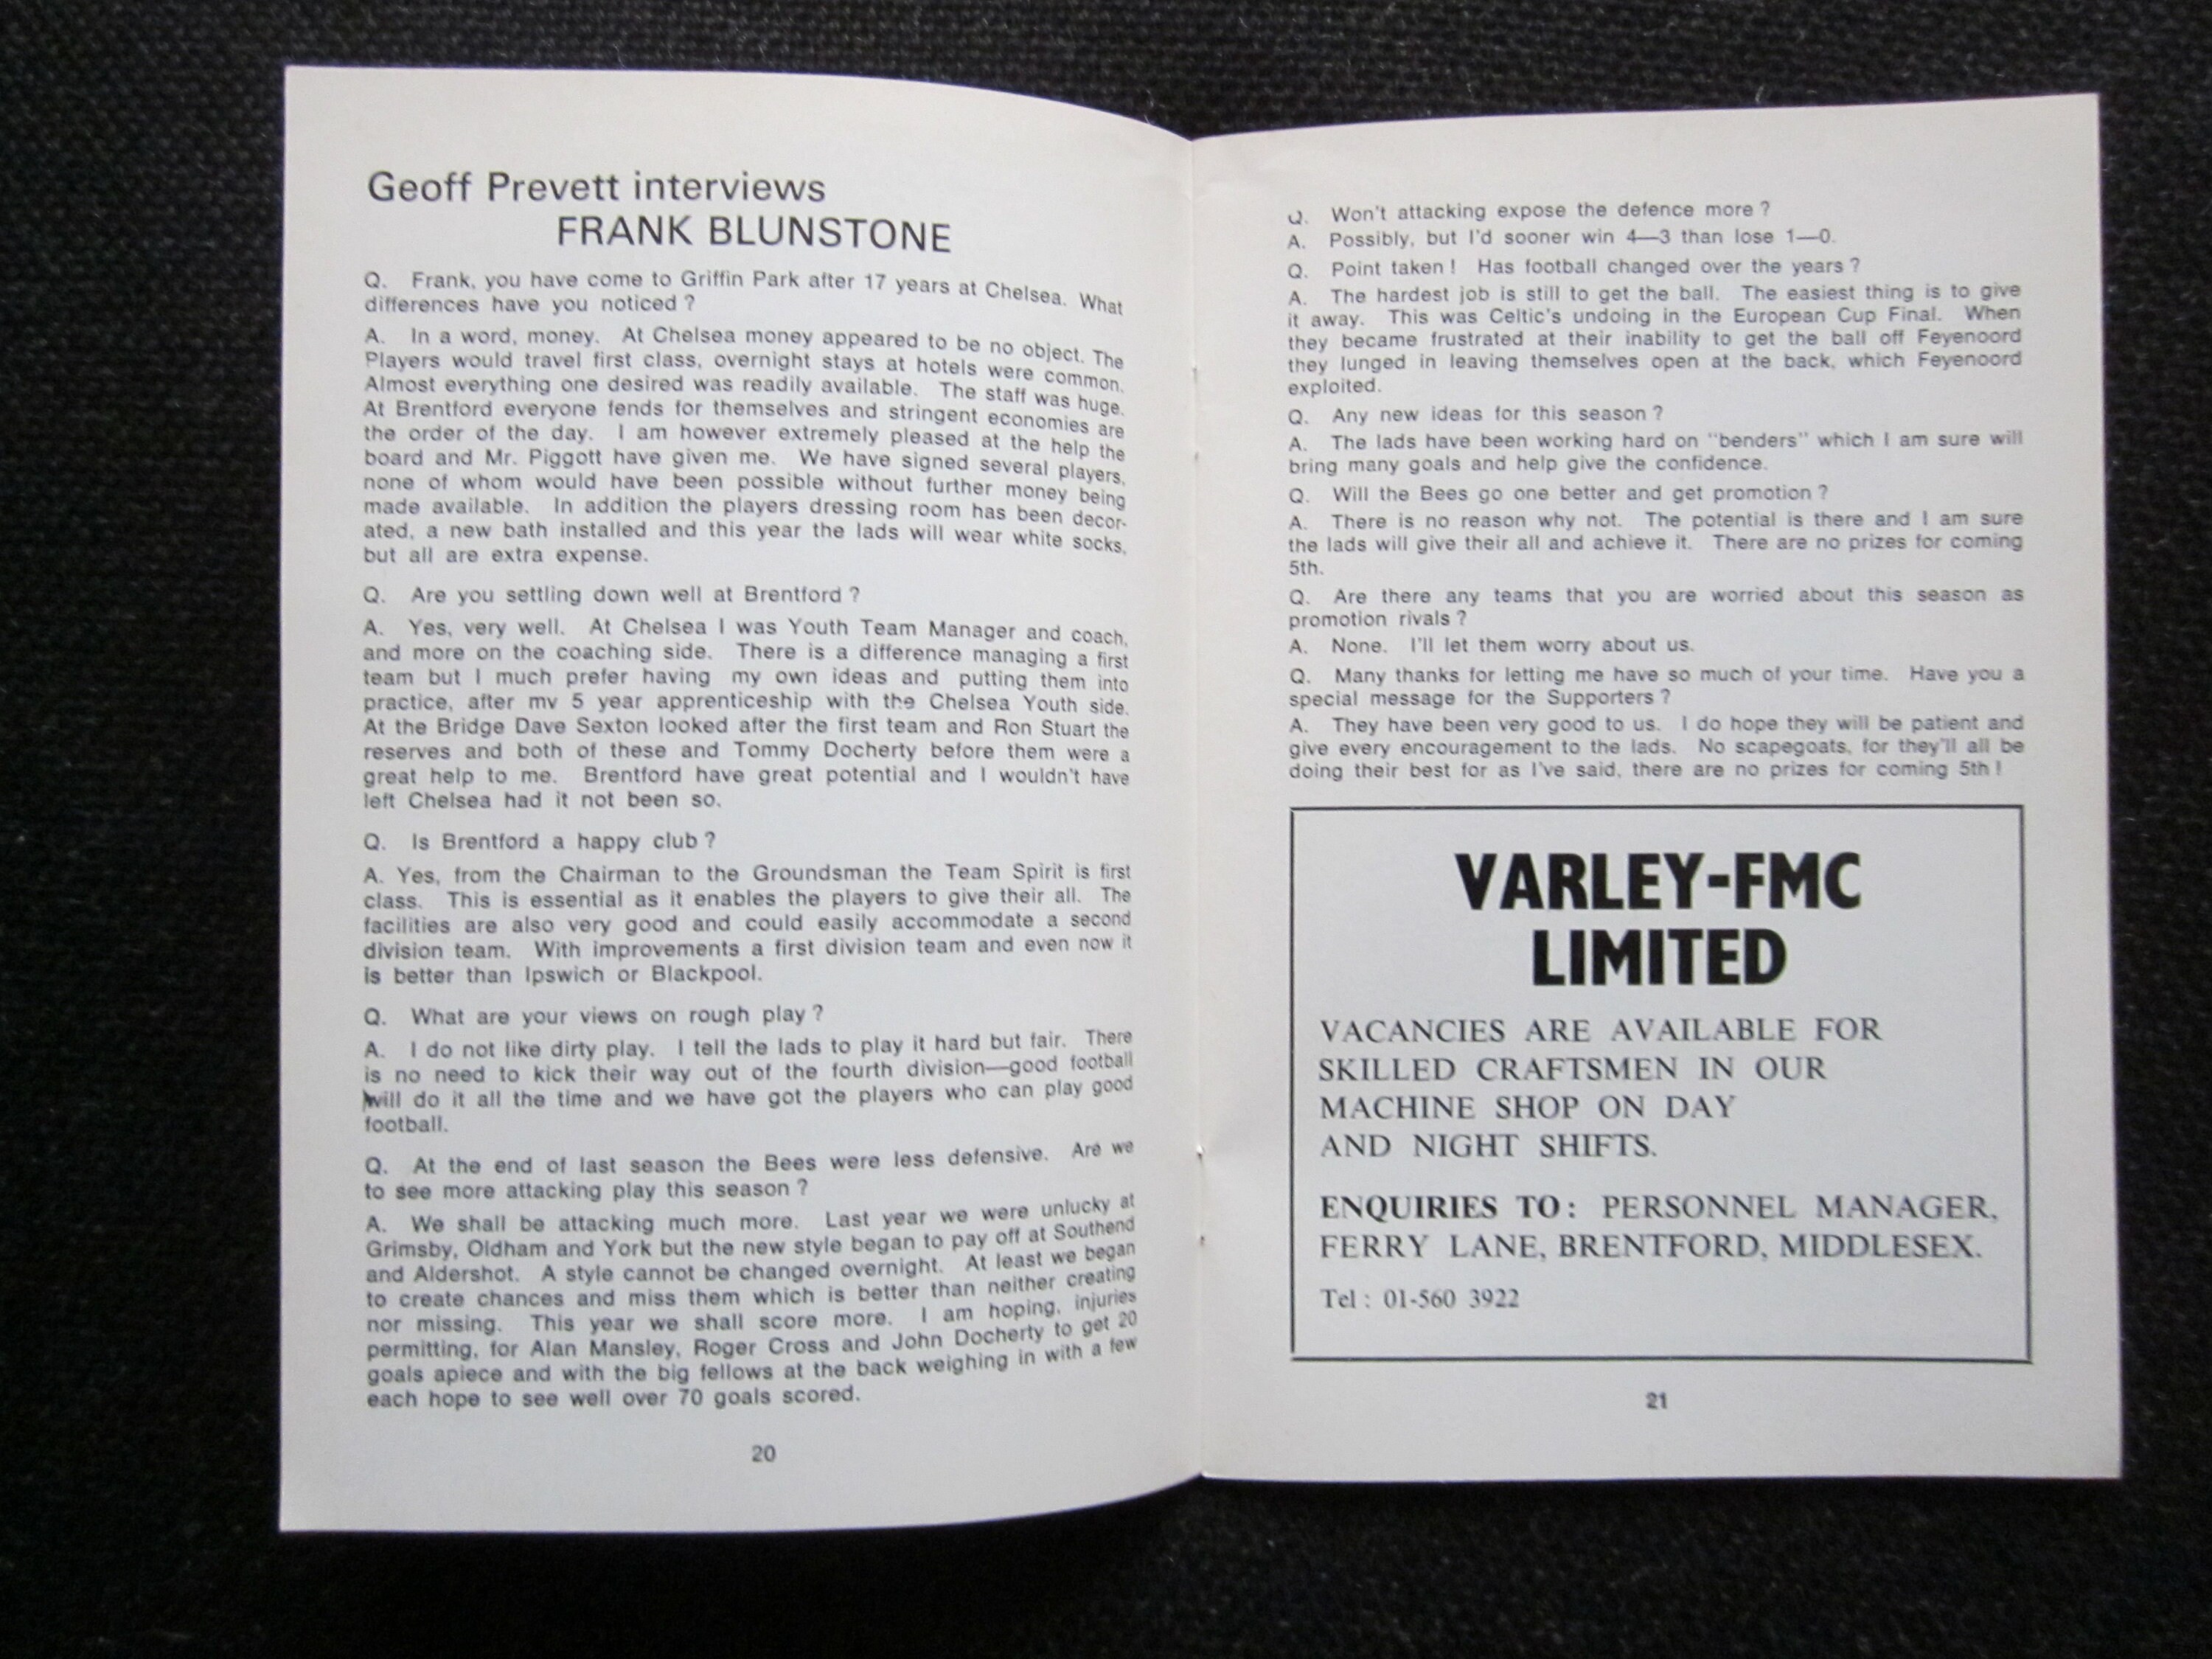 Geoff Prevett interviews
FRANK BLUNSTONE
Q. Frank, you have come to Griffin Park after 17 years at Chelsea. What
differences have you noticed ?
A. In a word, money. At Chelsea money appeared to be no object. The
Players would travel first class, overnight stays at hotels were common.
Almost everything one desired was readily available. The staff was huge.
At Brentford everyone fends for themselves and stringent economies are
the order of the day. I am however extremely pleased at the help the
board and Mr. Piggott have given me. We have signed several players,
none of whom would have been possible without further money being
made available. In addition the players dressing room has been decor-
ated, a new bath installed and this year the lads will wear white socks,
but all are extra expense.
Q. Are you settling down well at Brentford ?
A. Yes, very well. At Chelsea I was Youth Team Manager and coach,
and more on the coaching side. There is a difference managing a first
team but I much prefer having my own ideas and putting them into
practice, after my 5 year apprenticeship with the Chelsea Youth side.
At the Bridge Dave Sexton looked after the first team and Ron Stuart the
reserves and both of these and Tommy Docherty before them were a
great help to me. Brentford have great potential and I wouldn't have
left Chelsea had it not been so.
Q. Is Brentford a happy club ?
A. Yes, from the Chairman to the Groundsman the Team Spirit is first
class. This is essential as it enables the players to give their all. The
facilities are also very good and could easily accommodate a second
division team. With improvements a first division team and even now it
is better than Ipswich or Blackpool.
Q. What are your views on rough play ?
A. I do not like dirty play. I tell the lads to play it hard but fair. There
is no need to kick their way out of the fourth division—good football
will do it all the time and we have got the players who can play good
football.
Q. At the end of last season the Bees were less defensive. Are we
to see more attacking play this season ?
A. We shall be attacking much more. Last year we were unlucky at
Grimsby, Oldham and York but the new style began to pay off at Southend
and Aldershot. A style cannot be changed overnight. At least we began
to create chances and miss them which is better than neither creating
nor missing. This year we shall score more. I am hoping, injuries
permitting, for Alan Mansley, Roger Cross and John Docherty to get 20
goals apiece and with the big fellows at the back weighing in with a few
each hope to see well over 70 goals scored.
20
Q. Won't attacking expose the defence more ?
A. Possibly, but I'd sooner win 4—3 than lose 1—0.
Q. Point taken ! Has football changed over the years ?
A. The hardest job is still to get the ball. The easiest thing is to give
it away. This was Celtic's undoing in the European Cup Final. When
they became frustrated at their inability to get the ball off Feyenoord
they lunged in leaving themselves open at the back, which Feyenoord
exploited.
Q. Any new ideas for this season ?
A. The lads have been working hard on "benders" which I am sure will
bring many goals and help give the confidence.
Q. Will the Bees go one better and get promotion ?
A. There is no reason why not. The potential is there and I am sure
the lads will give their all and achieve it. There are no prizes for coming
5th.
Q. Are there any teams that you are worried about this season as
promotion rivals ?
A. None. I'll let them worry about us.
Q. Many thanks for letting me have so much of your time. Have you a
special message for the Supporters ?
A. They have been very good to us. I do hope they will be patient and
give every encouragement to the lads. No scapegoats, for they'll all be
doing their best for as I've said, there are no prizes for coming 5th !
VARLEY-FMC
LIMITED
VACANCIES ARE AVAILABLE FOR
SKILLED CRAFTSMEN IN OUR
MACHINE SHOP ON DAY
AND NIGHT SHIFTS.
ENQUIRIES TO : PERSONNEL MANAGER,
FERRY LANE, BRENTFORD, MIDDLESEX.
Tel : 01-560 3922
21